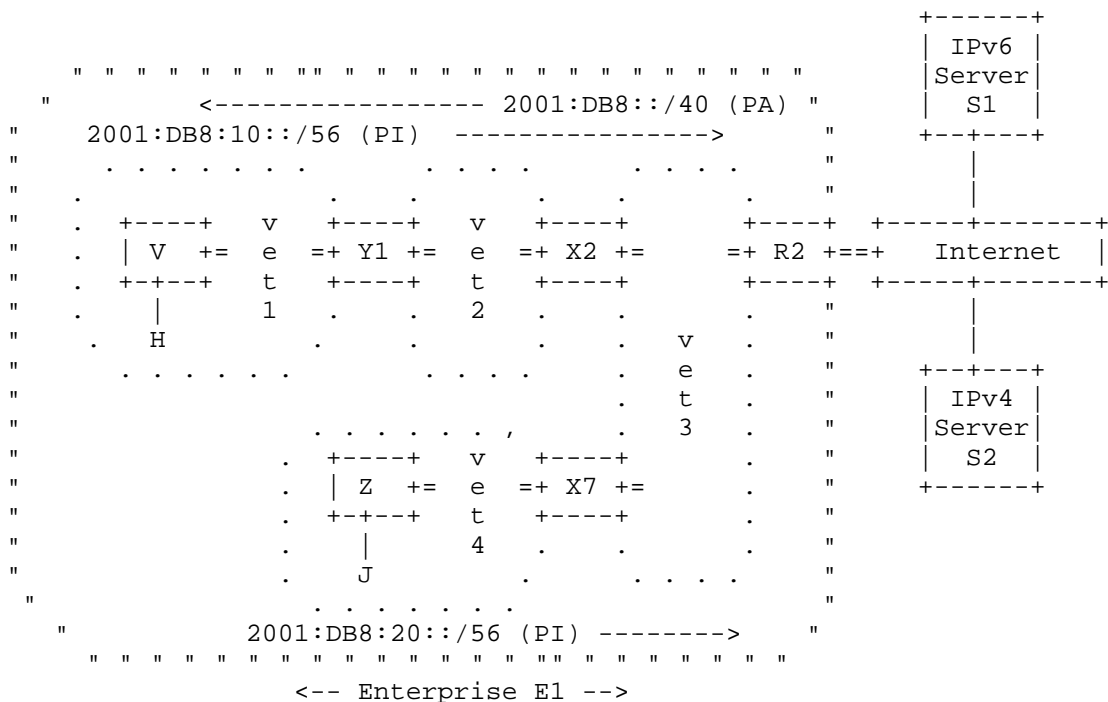 +------+
| IPv6 |
" " " " " " " "" " " " " " " " " " " " " " " " |Server|
" <----------------- 2001:DB8::/40 (PA) " | S1 |
" 2001:DB8:10::/56 (PI) ----------------> " +--+---+
" . . . . . . . . . . . . . . . " |
" . . . . . " |
" . +----+ v +----+ v +----+ +----+ +-----+-------+
" . | V += e =+ Y1 += e =+ X2 += =+ R2 +==+ Internet |
" . +-+--+ t +----+ t +----+ +----+ +-----+-------+
" . | 1 . . 2 . . . " |
" . H . . . . v . " |
" . . . . . . . . . . . e . " +--+---+
" . t . " | IPv4 |
" . . . . . . , . 3 . " |Server|
" . +----+ v +----+ . " | S2 |
" . | Z += e =+ X7 += . " +------+
" . +-+--+ t +----+ . "
" . | 4 . . . "
" . J . . . . . "
" . . . . . . . "
" 2001:DB8:20::/56 (PI) --------> "
" " " " " " " " " " " " " " "" " " " " " " "
<-- Enterprise E1 -->